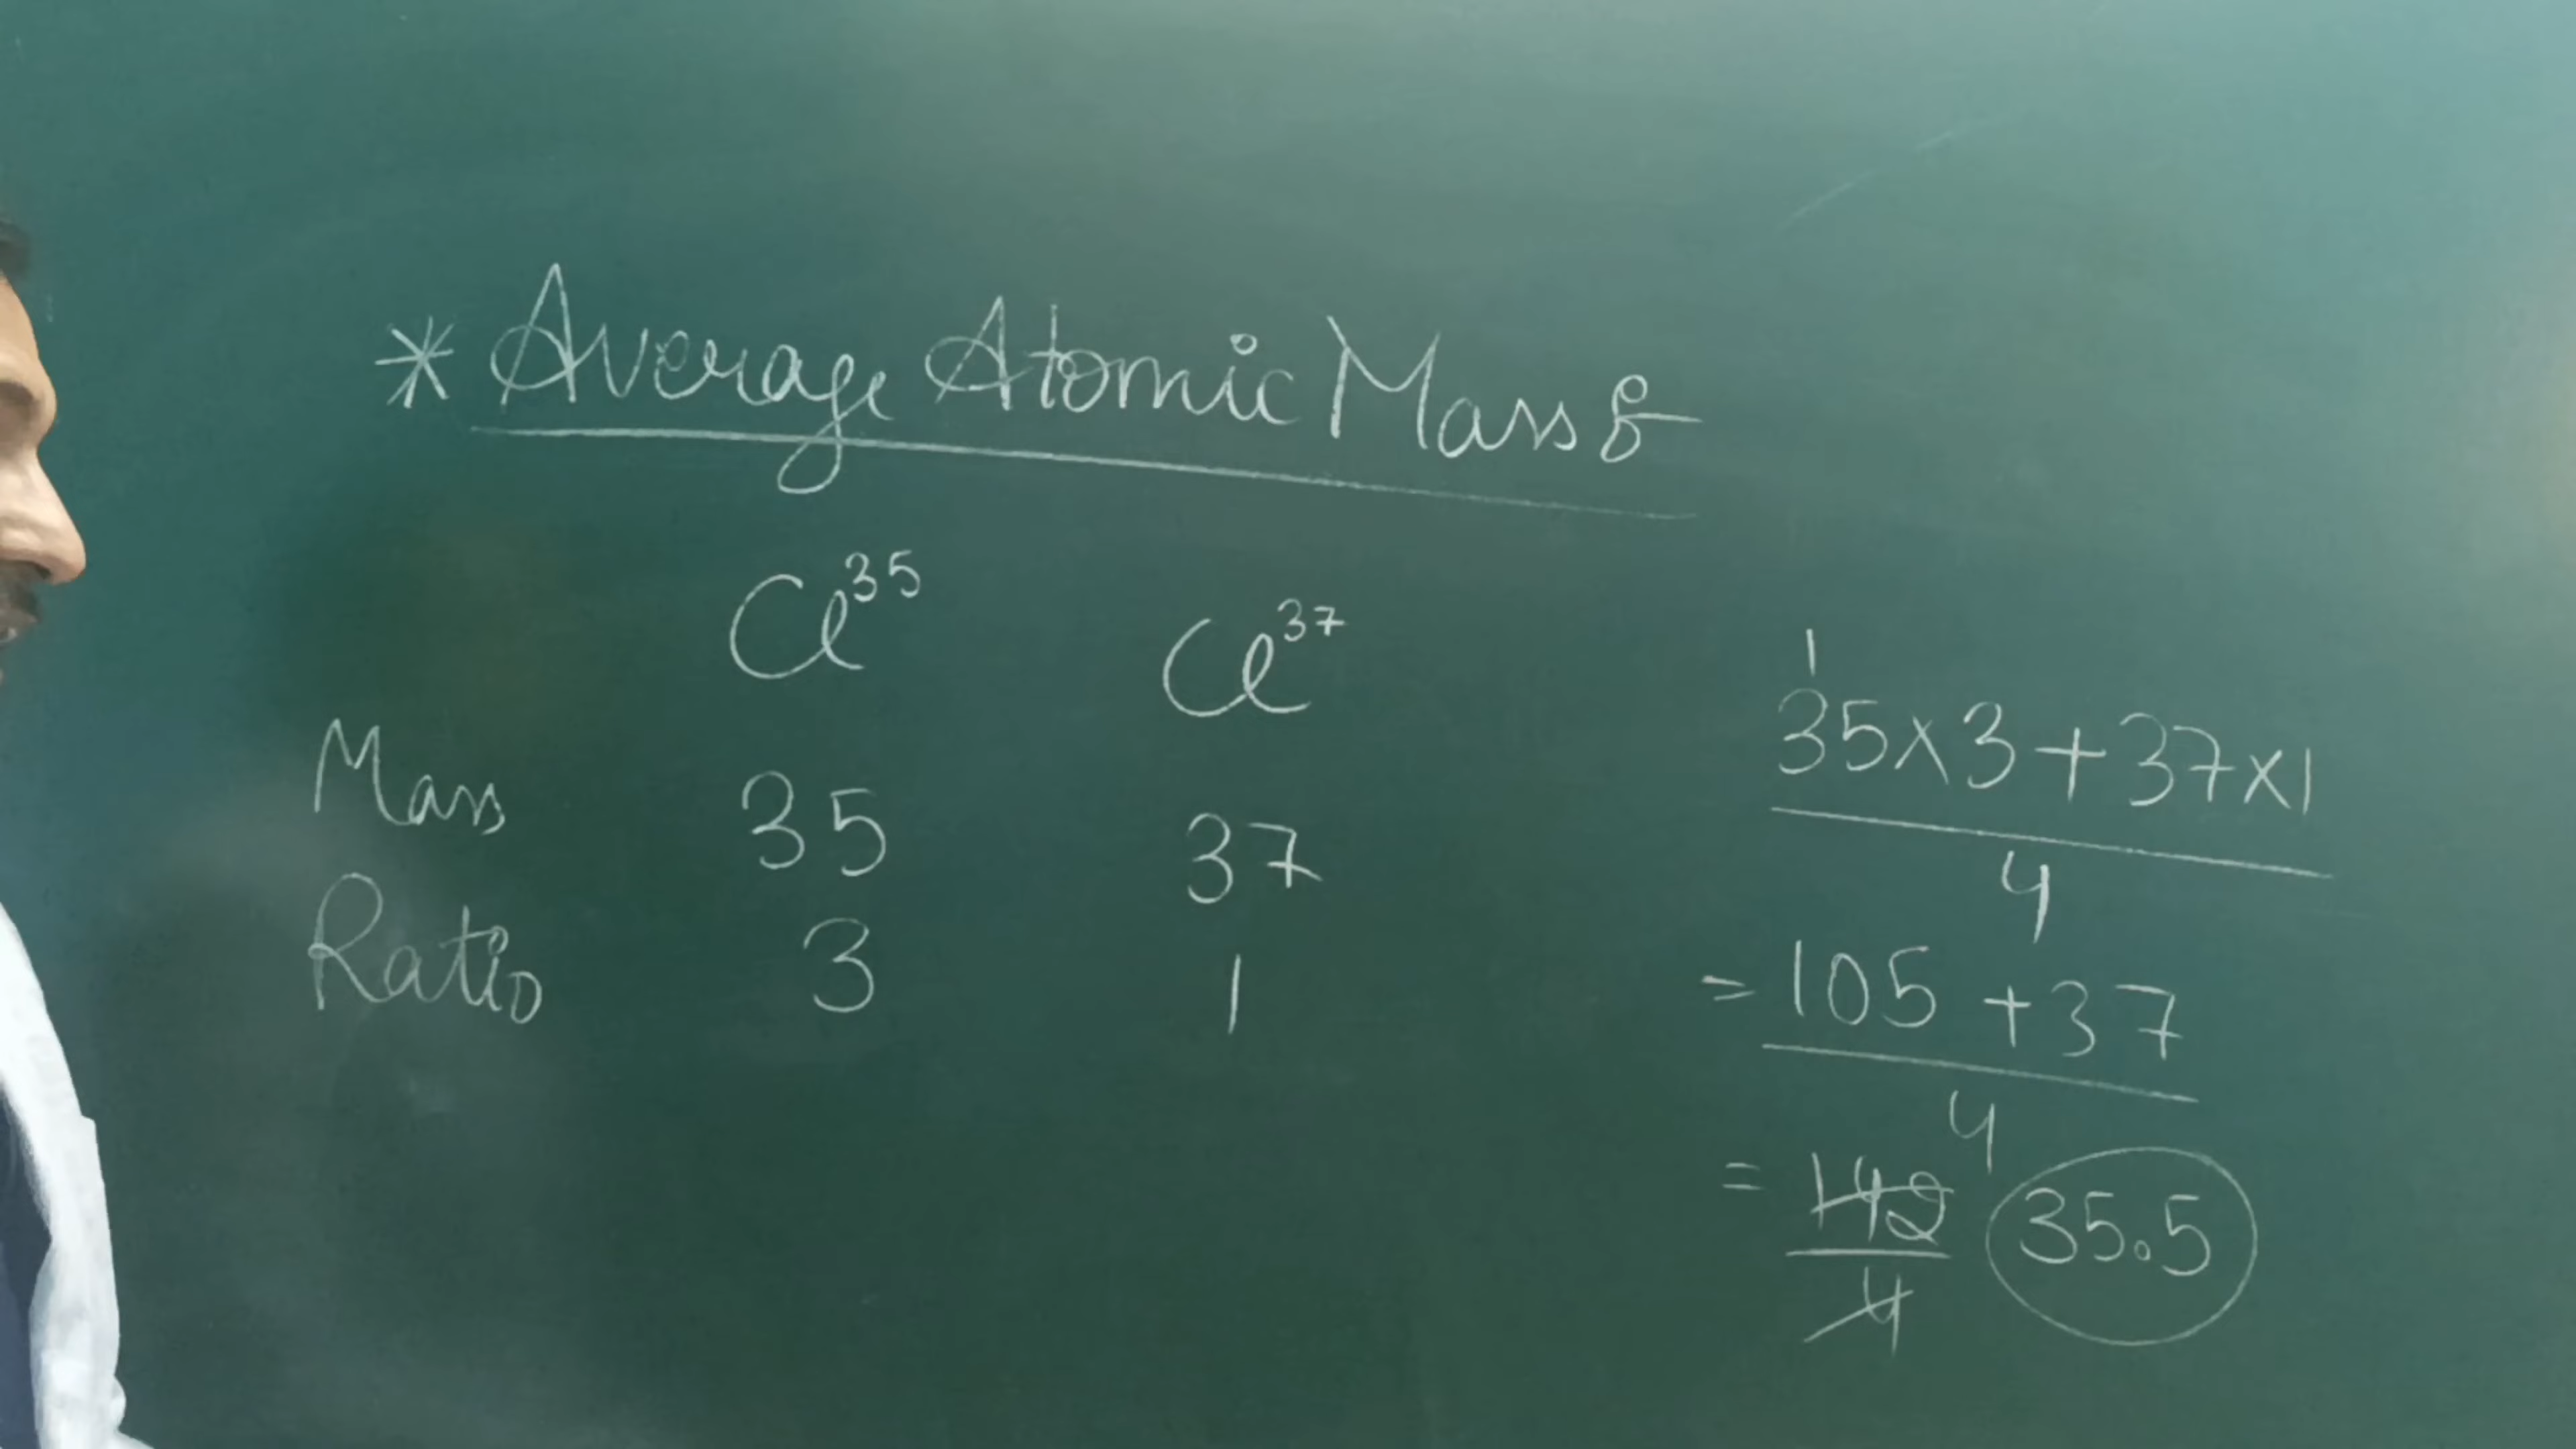 * Average Atomic Mass :-
Cl³⁵ Cl³⁷
Mass 35 37
Ratio 3 1
1
35×3+37×1
4
= 105 +37
4
= 142 35.5
4